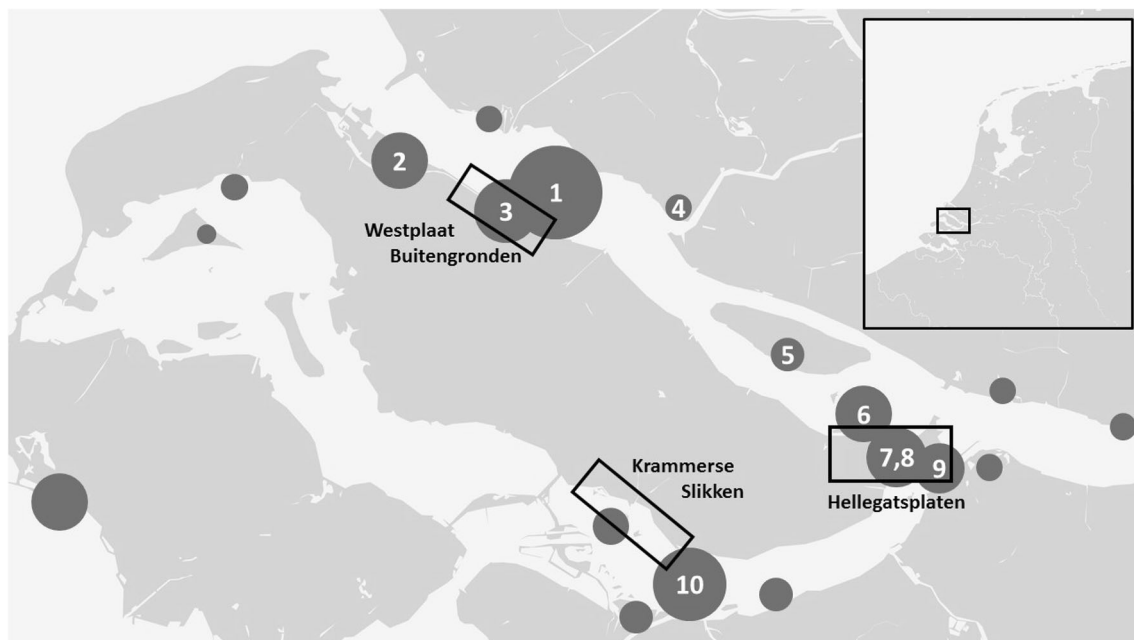 2
1
3
4
Westplaat
Buitengronden
5
6
7,8
9
Krammerse
Slikken
Hellegatsplaten
10